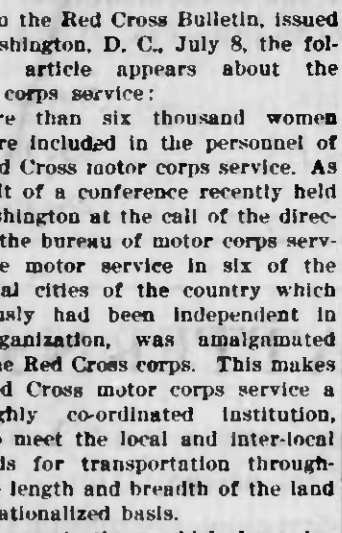 o the Red Cross Bulletin, issued
shington, D. C., July 8, the fol-
article appears about the
corps service:
re than six thousand women
re included in the personnel of
d Cross motor corps service. As
lt of a conference recently held
shington at the call of the direc-
the bureau of motor corps serv-
e motor service in six of the
al cities of the country which
usly had been independent in
ganization, was amalgamated
he Red Cross corps. This makes
d Cross motor corps service a
ghly co-ordinated institution,
o meet the local and inter-local
ds for transportation through-
e length and breadth of the land
ationalized basis.